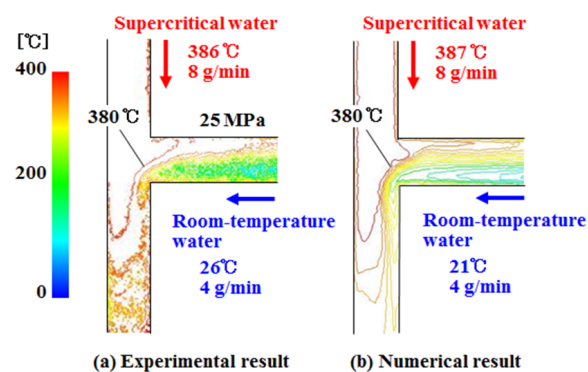 [℃]
400
200
0
Supercritical water
386℃
8 g/min
380℃
25 MPa
Room-temperature
water
26℃
4 g/min
(a) Experimental result
Supercritical water
387℃
8 g/min
380℃
Room-temperature
water
21℃
4 g/min
(b) Numerical result